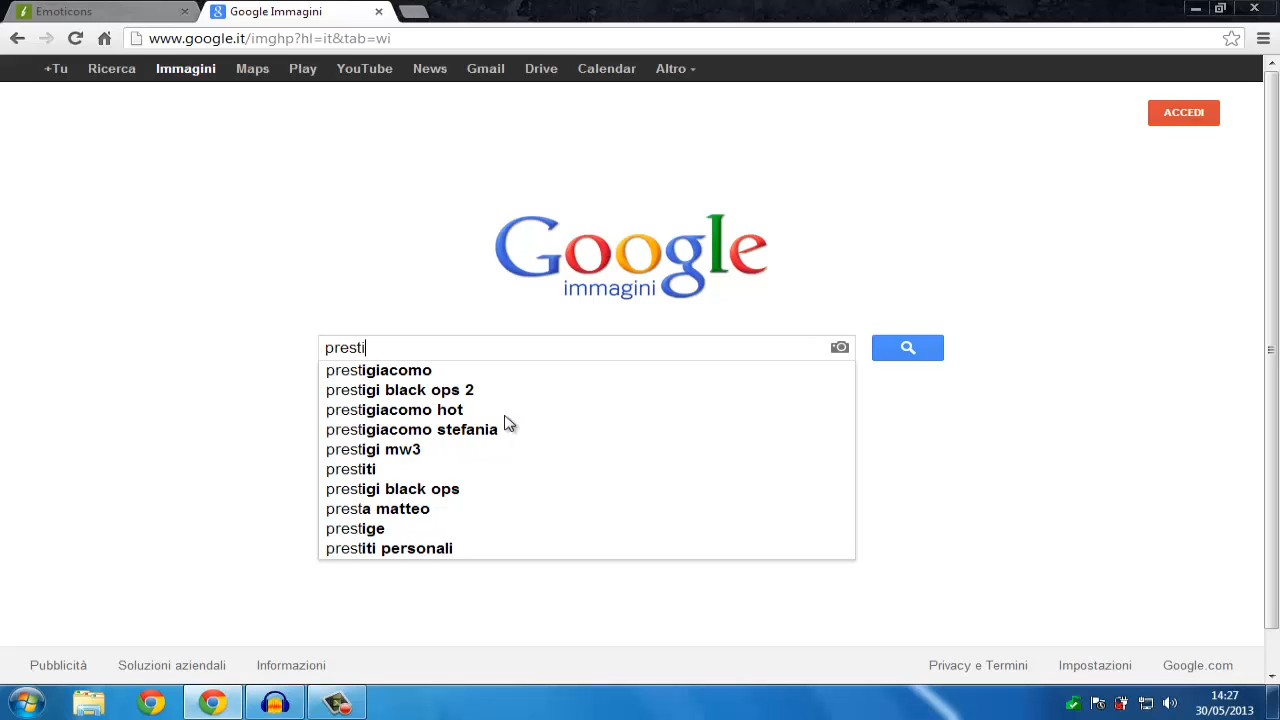 Emoticons
Google Immagini
www.google.it/imghp?hl=it&tab=wi
+Tu Ricerca Immagini Maps Play YouTube News Gmail Drive Calendar Altro
ACCEDI
Google
immagini
presti
prestigiacomo
prestigi black ops 2
prestigiacomo hot
prestigiacomo stefania
prestigi mw3
prestiti
prestigi black ops
presta matteo
prestige
prestiti personali
Pubblicità Soluzioni aziendali Informazioni Privacy e Termini Impostazioni Google.com
14:27
30/05/2013